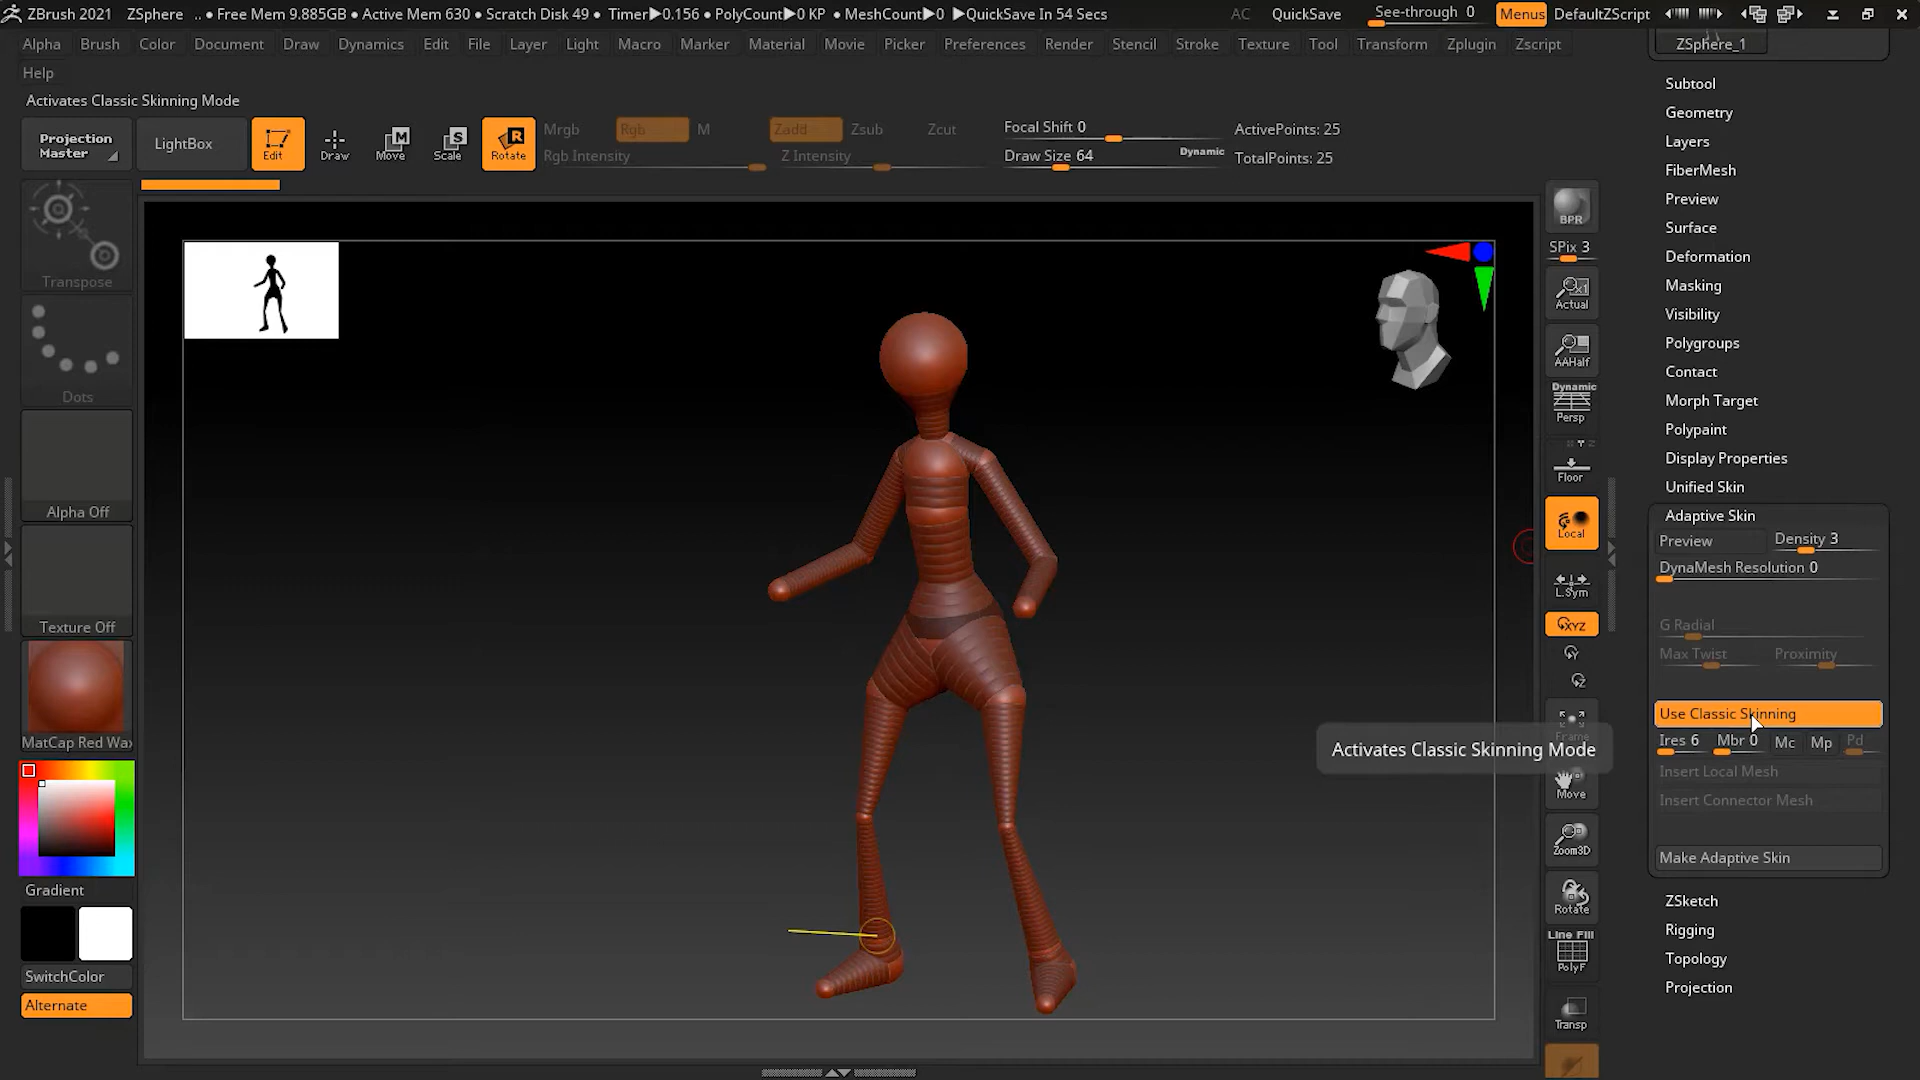 ZBrush 2021 ZSphere .. ● Free Mem 9.885GB ● Active Mem 630 ● Scratch Disk 49 ● Timer▶0.156 ● PolyCount▶0 KP ● MeshCount▶0 ▶QuickSave In 54 Secs AC QuickSave See-through 0 Menus DefaultZScript
Alpha Brush Color Document Draw Dynamics Edit File Layer Light Macro Marker Material Movie Picker Preferences Render Stencil Stroke Texture Tool Transform Zplugin Zscript
Help
Activates Classic Skinning Mode
Projection Master
LightBox
Edit
Draw
Move
M
Scale
S
Rotate
R
Mrgb Rgb M Zadd Zsub Zcut
Rgb Intensity Z Intensity
Focal Shift 0
Draw Size 64 Dynamic
ActivePoints: 25
TotalPoints: 25
Transpose
Dots
Alpha Off
Texture Off
MatCap Red Wax
Gradient
SwitchColor
Alternate
BPR
SPix 3
Actual
x1
AAHalf
Dynamic
Persp
Floor
Local
L.Sym
XYZ
Y
Z
Frame
Move
Zoom3D
Rotate
Line Fill
PolyF
Transp
Activates Classic Skinning Mode
ZSphere_1
Subtool
Geometry
Layers
FiberMesh
Preview
Surface
Deformation
Masking
Visibility
Polygroups
Contact
Morph Target
Polypaint
Display Properties
Unified Skin
Adaptive Skin
Preview Density 3
DynaMesh Resolution 0
G Radial
Max Twist Proximity
Use Classic Skinning
Ires 6 Mbr 0 Mc Mp Pd
Insert Local Mesh
Insert Connector Mesh
Make Adaptive Skin
ZSketch
Rigging
Topology
Projection